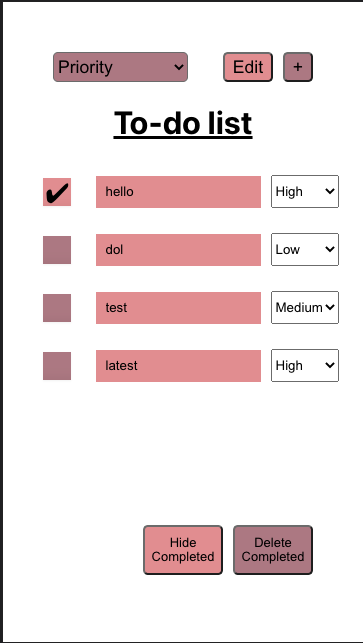 Priority Edit +
To-do list
✔ hello High
dol Low
test Medium
latest High
Hide Delete
Completed Completed